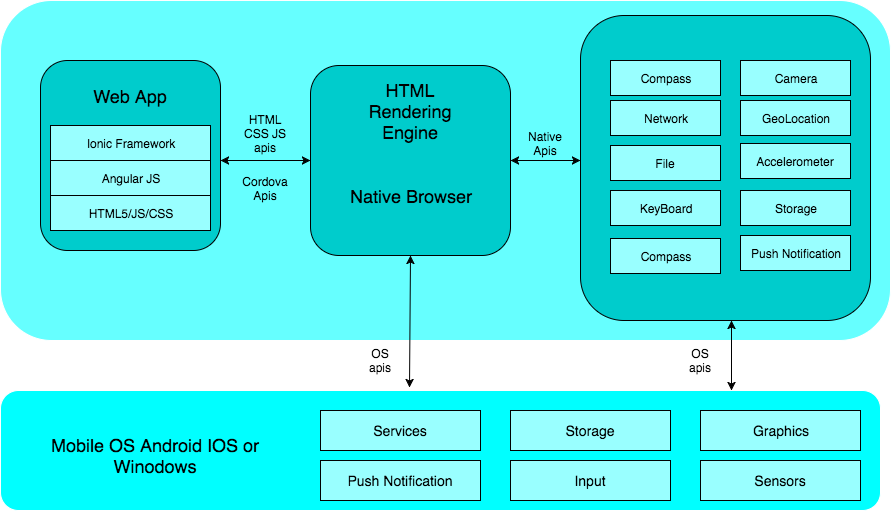 Web App
Ionic Framework
Angular JS
HTML5/JS/CSS
HTML
CSS JS
apis
Cordova
Apis
HTML
Rendering
Engine
Native Browser
Native
Apis
Compass
Camera
Network
GeoLocation
File
Accelerometer
KeyBoard
Storage
Compass
Push Notification
OS
apis
OS
apis
Mobile OS Android IOS or
Winodows
Services
Storage
Graphics
Push Notification
Input
Sensors